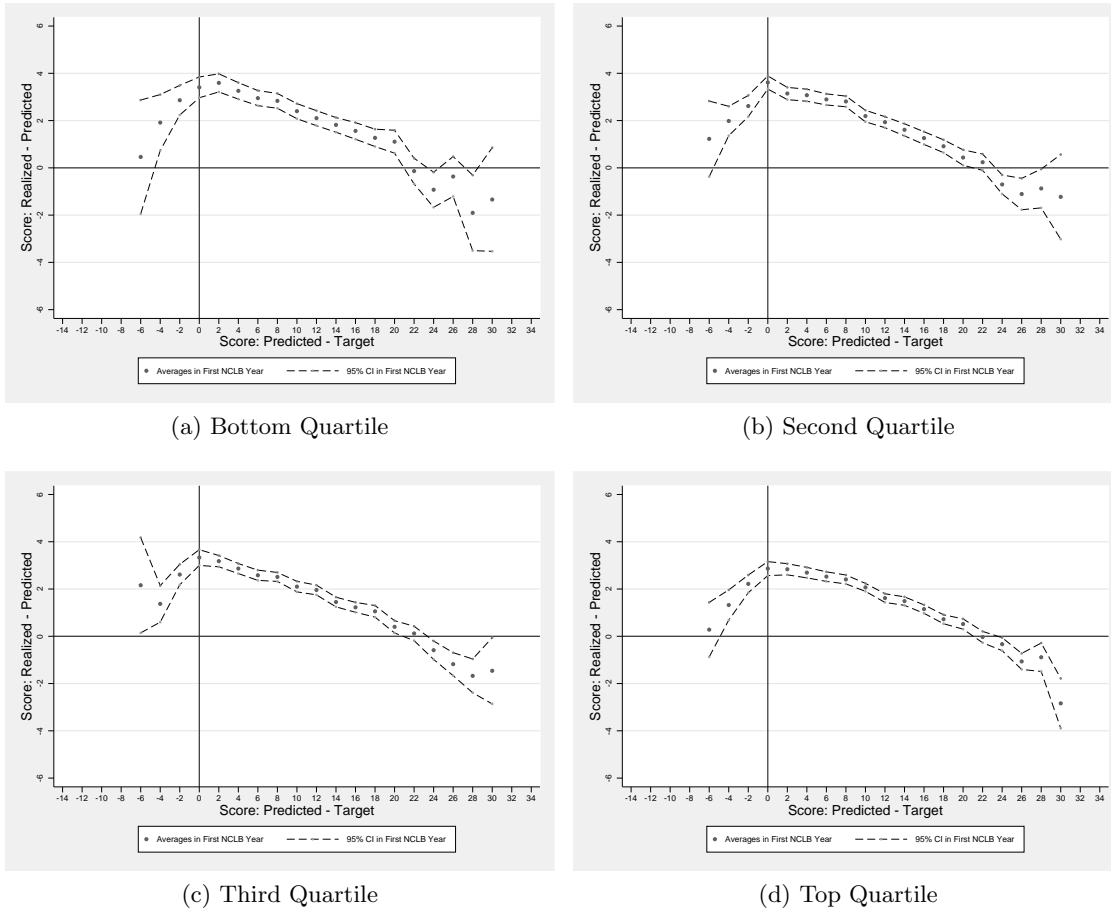 Score: Realized - Predicted
6
4
2
0
-2
-4
-6
-14 -12 -10 -8 -6 -4 -2 0 2 4 6 8 10 12 14 16 18 20 22 24 26 28 30 32 34
Score: Predicted - Target
Averages in First NCLB Year 95% CI in First NCLB Year
(a) Bottom Quartile
Score: Realized - Predicted
6
4
2
0
-2
-4
-6
-14 -12 -10 -8 -6 -4 -2 0 2 4 6 8 10 12 14 16 18 20 22 24 26 28 30 32 34
Score: Predicted - Target
Averages in First NCLB Year 95% CI in First NCLB Year
(b) Second Quartile
Score: Realized - Predicted
6
4
2
0
-2
-4
-6
-14 -12 -10 -8 -6 -4 -2 0 2 4 6 8 10 12 14 16 18 20 22 24 26 28 30 32 34
Score: Predicted - Target
Averages in First NCLB Year 95% CI in First NCLB Year
(c) Third Quartile
Score: Realized - Predicted
6
4
2
0
-2
-4
-6
-14 -12 -10 -8 -6 -4 -2 0 2 4 6 8 10 12 14 16 18 20 22 24 26 28 30 32 34
Score: Predicted - Target
Averages in First NCLB Year 95% CI in First NCLB Year
(d) Top Quartile